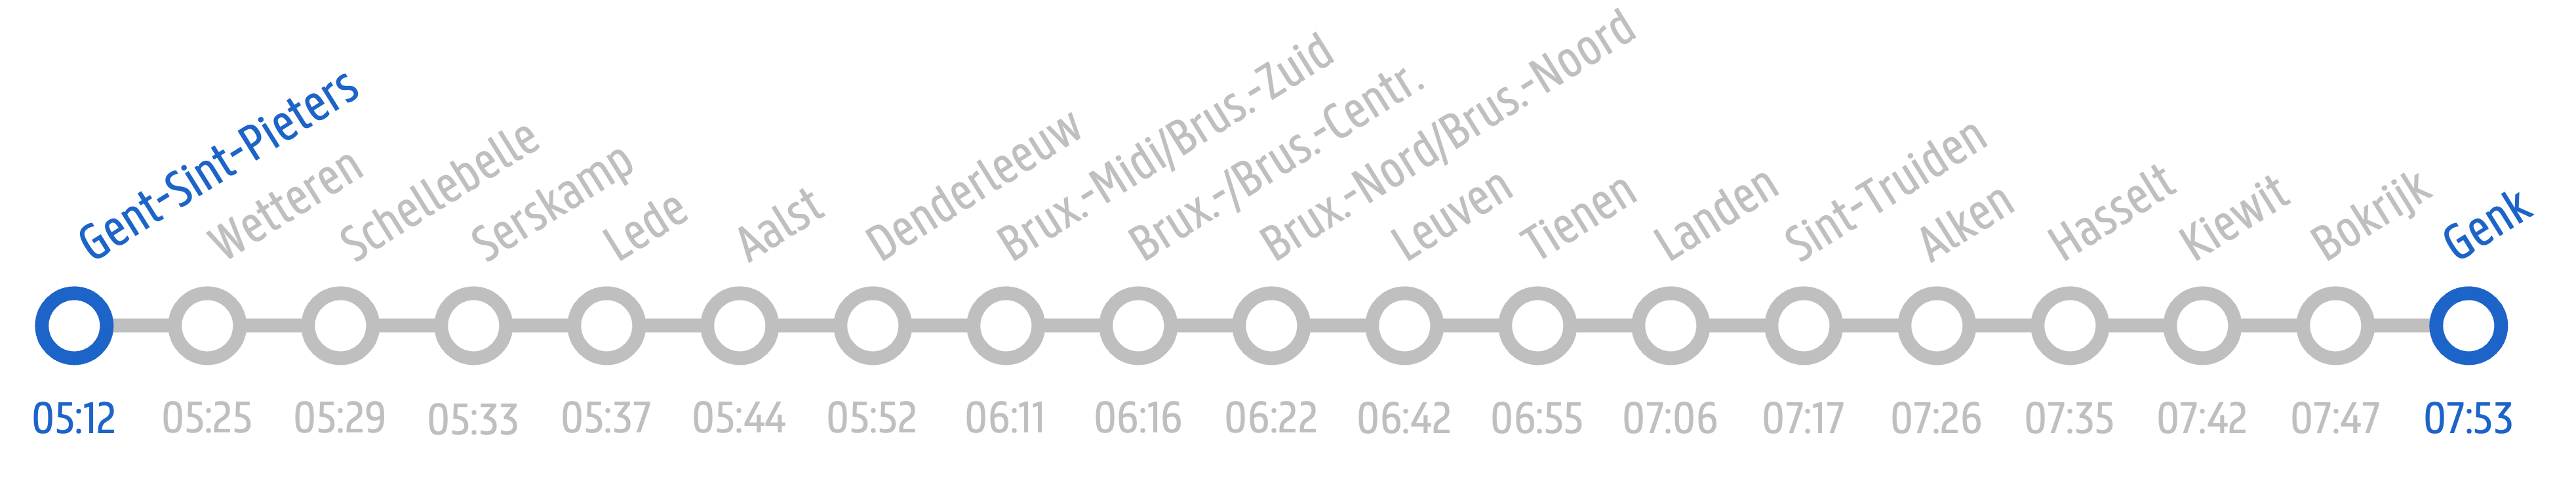 Gent-Sint-Pieters
Wetteren
Schellebelle
Serskamp
Lede
Aalst
Denderleeuw
Brux.-Midi/Brus.-Zuid
Brux.-/Brus.-Centr.
Brux.-Nord/Brus.-Noord
Leuven
Tienen
Landen
Sint-Truiden
Alken
Hasselt
Kiewit
Bokrijk
Genk
05:12 05:25 05:29 05:33 05:37 05:44 05:52 06:11 06:16 06:22 06:42 06:55 07:06 07:17 07:26 07:35 07:42 07:47 07:53